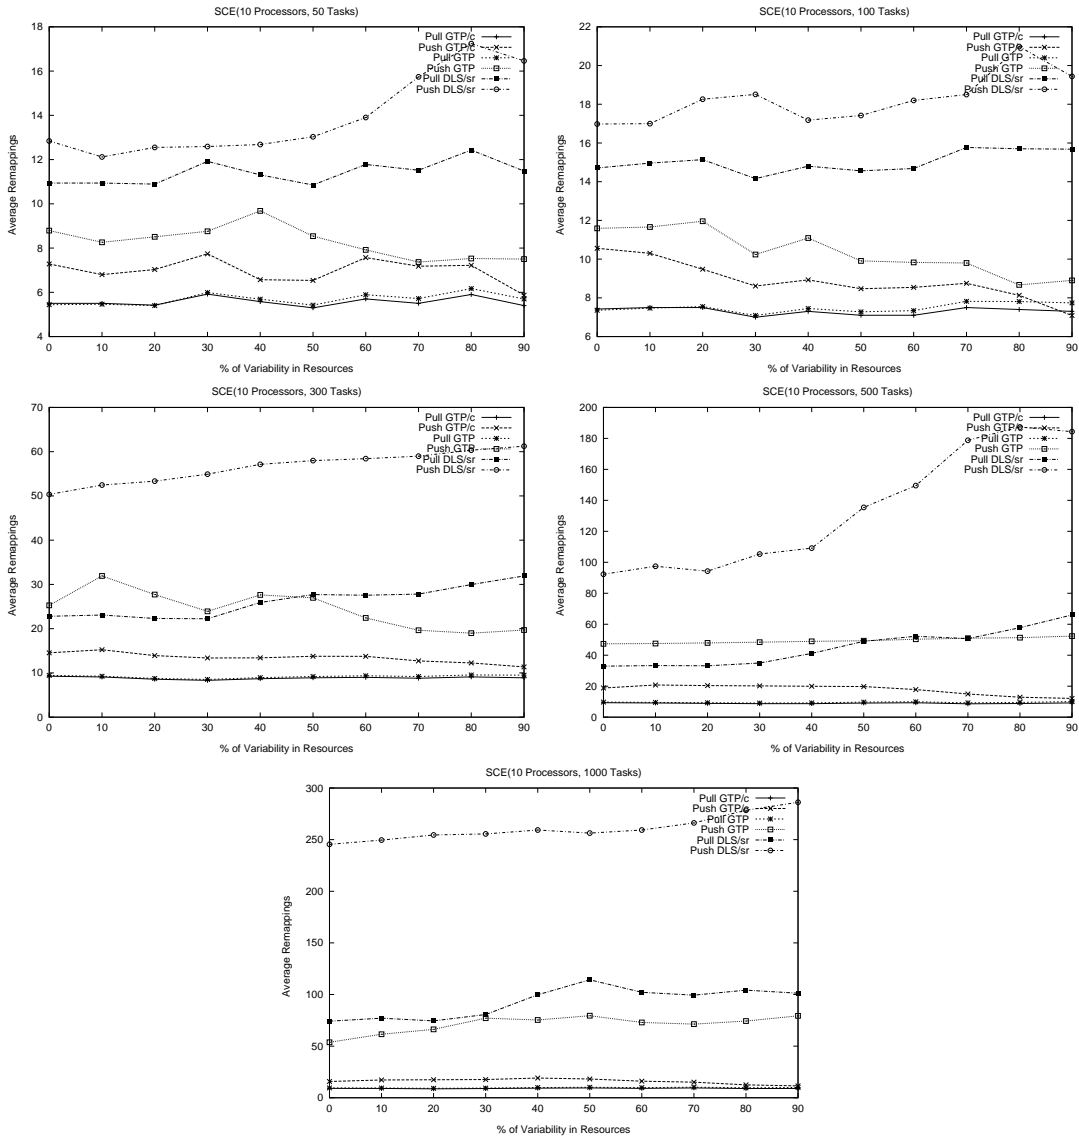 SCE(10 Processors, 50 Tasks)
18
16
14
12
10
8
6
4
Average Remappings
Pull GTP/c
Push GTP/c
Pull GTP
Push GTP
Pull DLS/sr
Push DLS/sr
0 10 20 30 40 50 60 70 80 90
% of Variability in Resources
SCE(10 Processors, 100 Tasks)
22
20
18
16
14
12
10
8
6
Average Remappings
Pull GTP/c
Push GTP/c
Pull GTP
Push GTP
Pull DLS/sr
Push DLS/sr
0 10 20 30 40 50 60 70 80 90
% of Variability in Resources
SCE(10 Processors, 300 Tasks)
70
60
50
40
30
20
10
0
Average Remappings
Pull GTP/c
Push GTP/c
Pull GTP
Push GTP
Pull DLS/sr
Push DLS/sr
0 10 20 30 40 50 60 70 80 90
% of Variability in Resources
SCE(10 Processors, 500 Tasks)
200
180
160
140
120
100
80
60
40
20
0
Average Remappings
Pull GTP/c
Push GTP/c
Pull GTP
Push GTP
Pull DLS/sr
Push DLS/sr
0 10 20 30 40 50 60 70 80 90
% of Variability in Resources
SCE(10 Processors, 1000 Tasks)
300
250
200
150
100
50
0
Average Remappings
Pull GTP/c
Push GTP/c
Pull GTP
Push GTP
Pull DLS/sr
Push DLS/sr
0 10 20 30 40 50 60 70 80 90
% of Variability in Resources